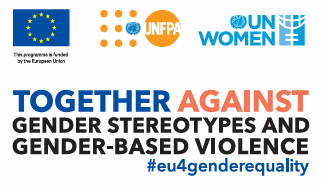 This programme is funded
by the European Union
UNFPA
UN
WOMEN
TOGETHER AGAINST
GENDER STEREOTYPES AND
GENDER-BASED VIOLENCE
#eu4genderequality